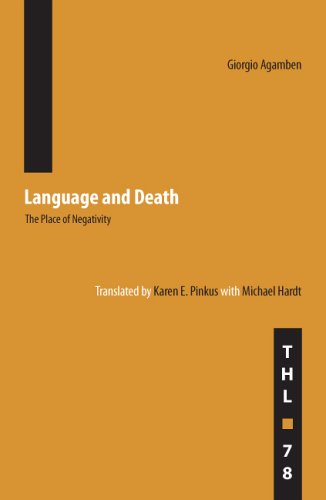 Giorgio Agamben
Language and Death
The Place of Negativity
Translated by Karen E. Pinkus with Michael Hardt
T
H
L
78